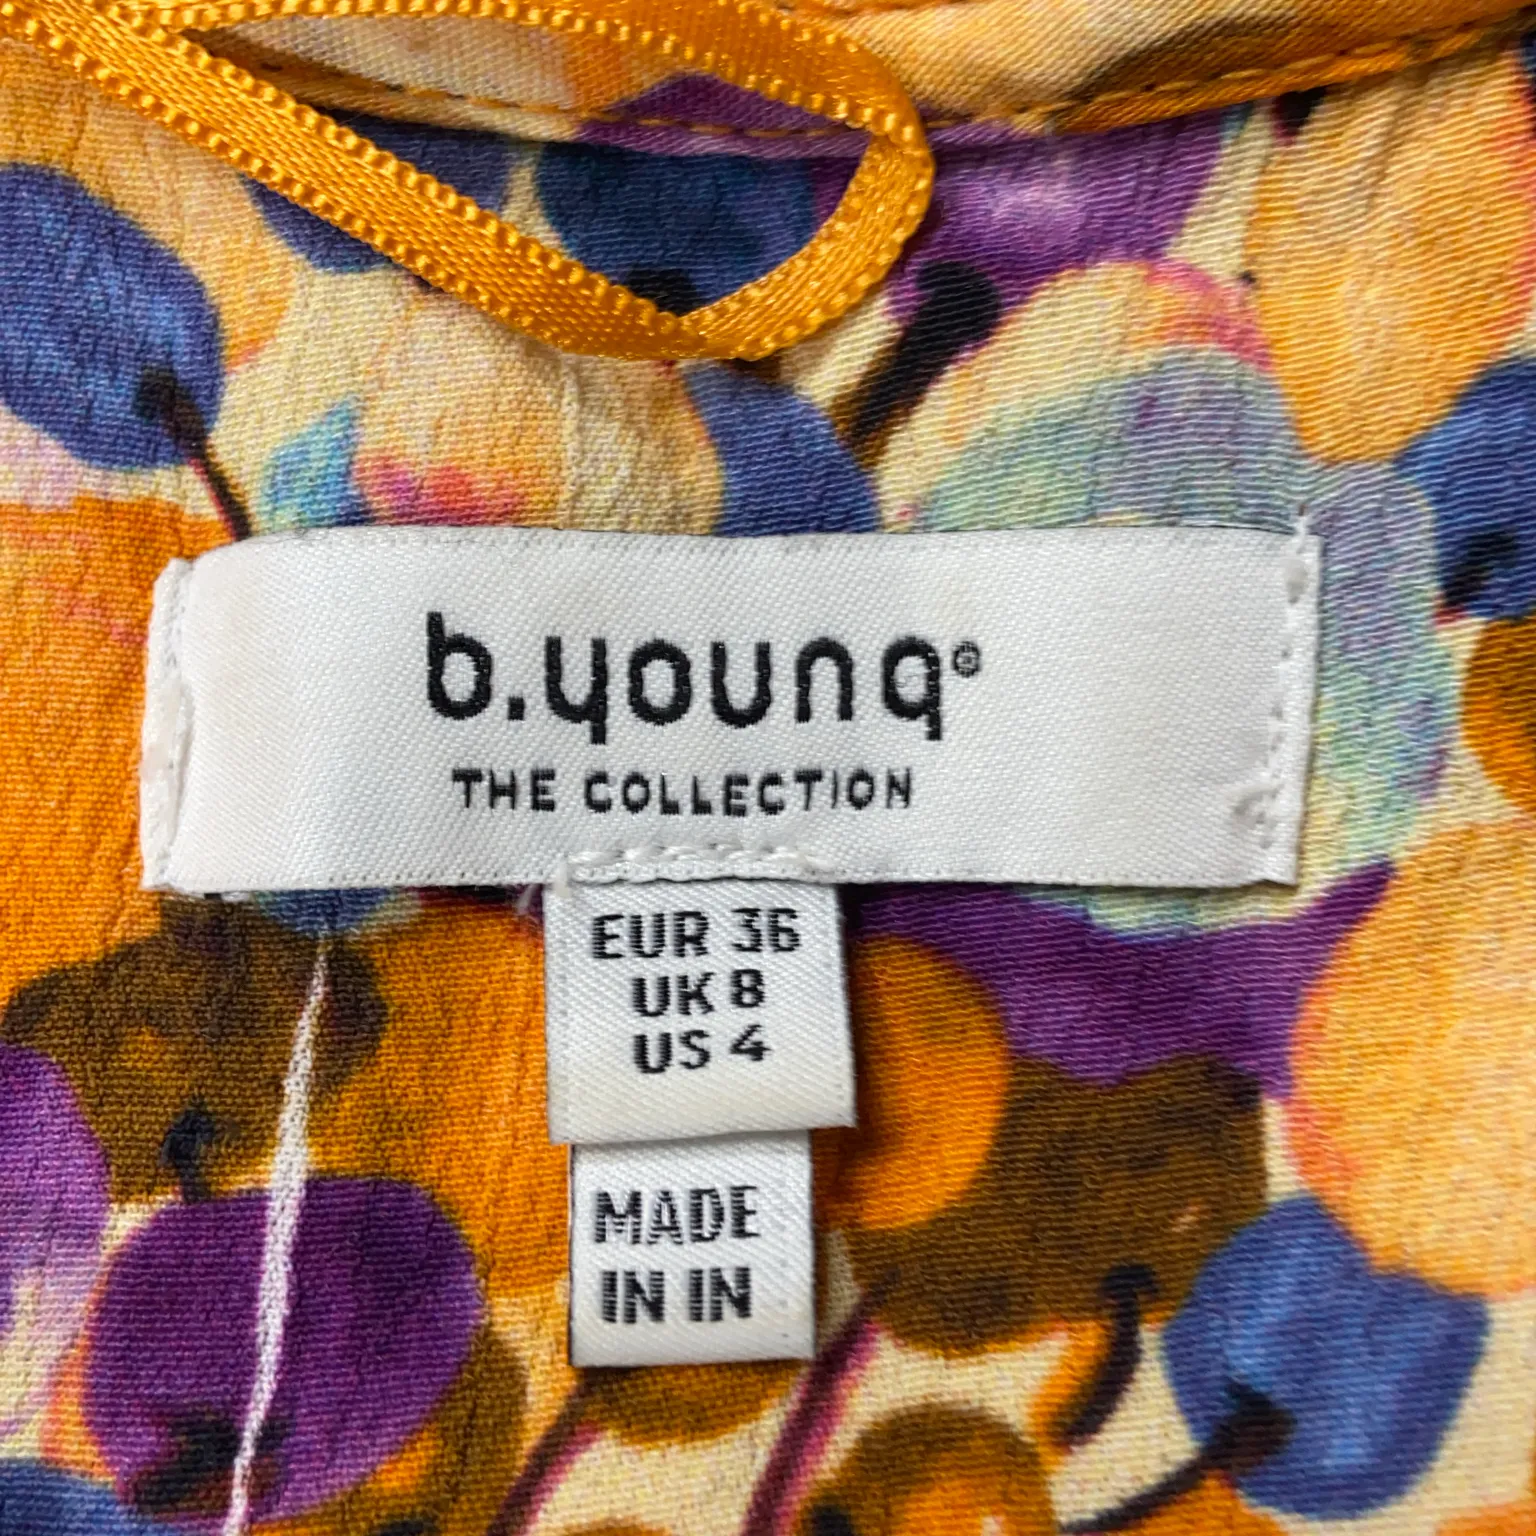 b.young®
THE COLLECTION
EUR 36
UK 8
US 4
MADE
IN IN